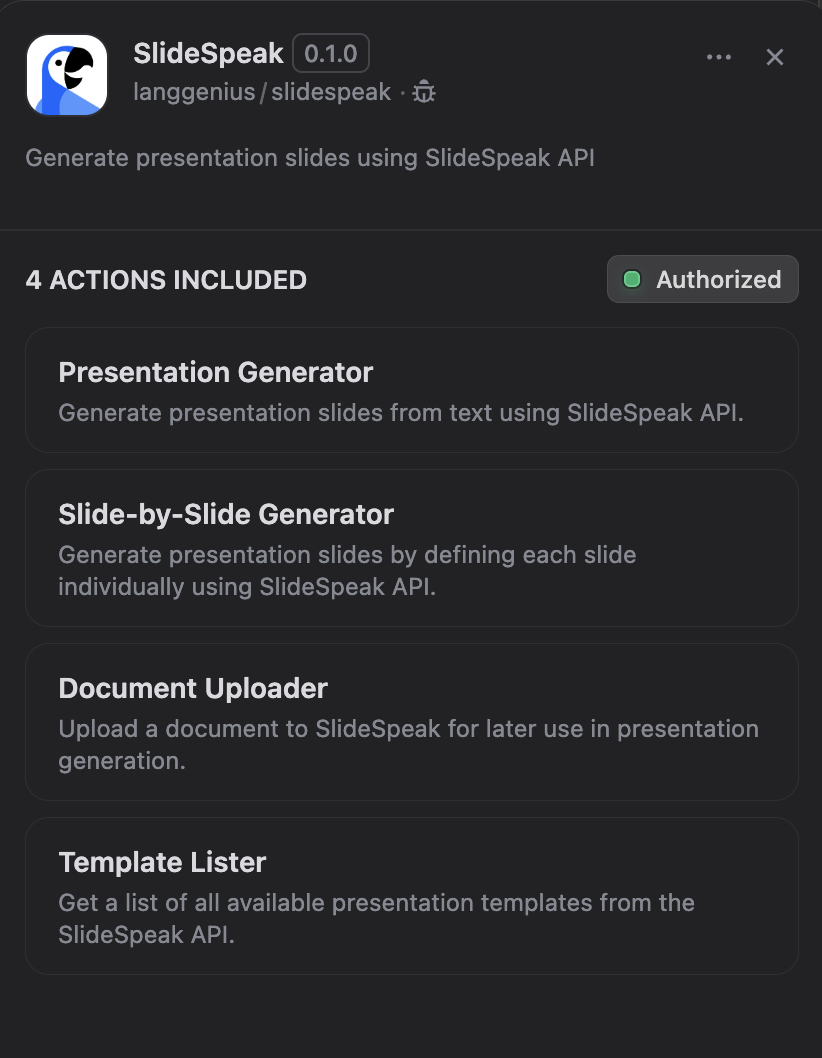 SlideSpeak 0.1.0
langgenius / slidespeak ·
Generate presentation slides using SlideSpeak API
4 ACTIONS INCLUDED
Authorized
Presentation Generator
Generate presentation slides from text using SlideSpeak API.
Slide-by-Slide Generator
Generate presentation slides by defining each slide
individually using SlideSpeak API.
Document Uploader
Upload a document to SlideSpeak for later use in presentation
generation.
Template Lister
Get a list of all available presentation templates from the
SlideSpeak API.